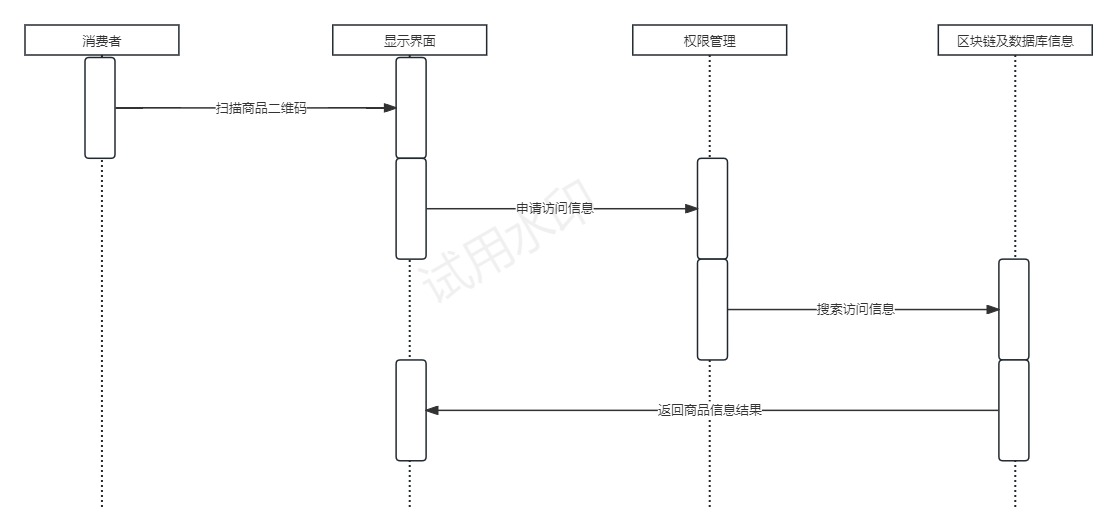 消费者
显示界面
权限管理
区块链及数据库信息
扫描商品二维码
申请访问信息
试用水印
搜索访问信息
返回商品信息结果